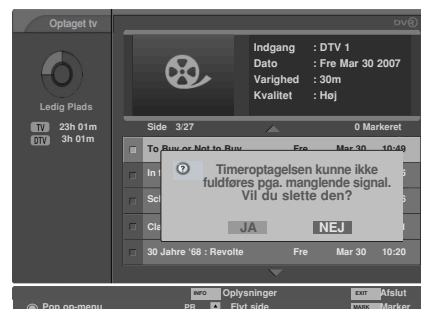 Optaget tv
DVR
Indgang : DTV 1
Dato : Fre Mar 30 2007
Varighed : 30m
Kvalitet : Høj
Ledig Plads
TV 23h 01m
DTV 3h 01m
Side 3/27 0 Markeret
To Buy or Not to Buy Fre Mar 30 10:49
In
Timeroptagelsen kunne ikke
fuldføres pga. manglende signal.
Vil du slette den?
JA NEJ
30 Jahre '68 : Revolte Fre Mar 30 10:20
INFO Oplysninger EXIT Afslut
Pop op-menu PR Flyt side MARK Marker